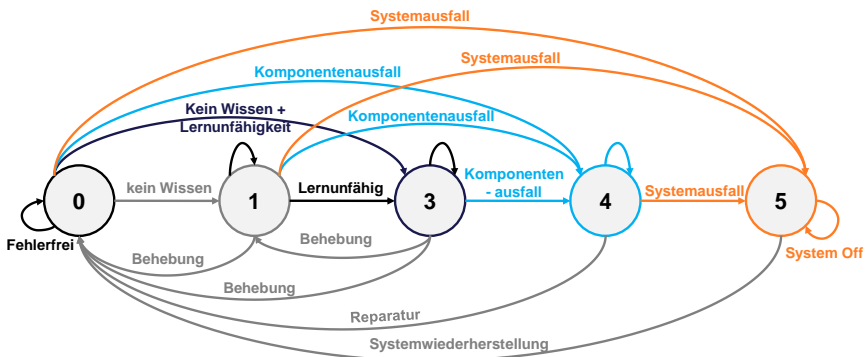 Systemausfall
Systemausfall
Komponentenausfall
Kein Wissen +
Lernunfähigkeit
Komponentenausfall
kein Wissen
Lernunfähig
Komponenten
- ausfall
Systemausfall
0
1
3
4
5
Fehlerfrei
Behebung
Behebung
System Off
Behebung
Reparatur
Systemwiederherstellung